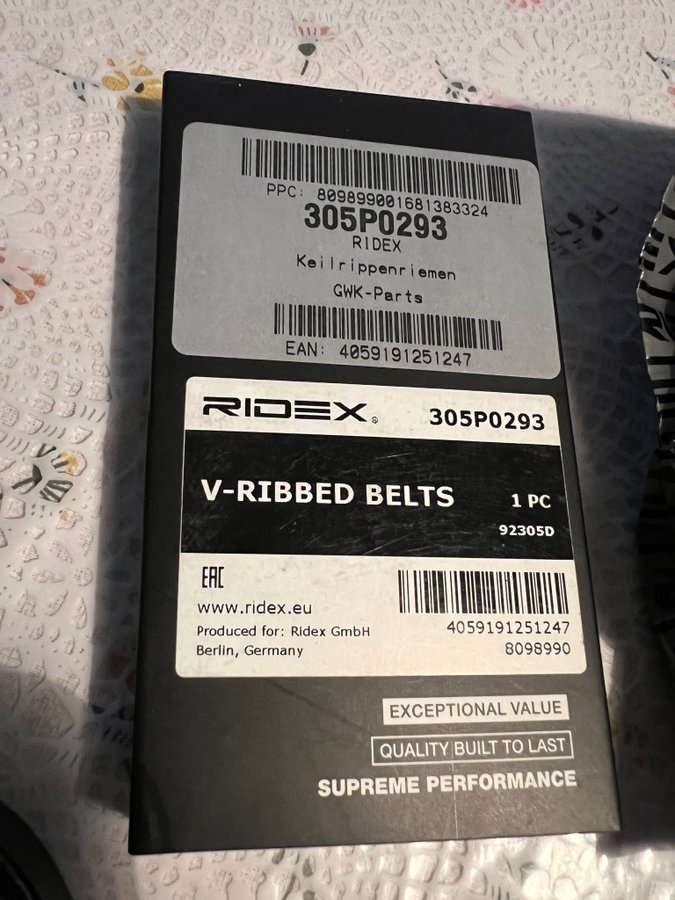 PPC: 809899001681383324
305P0293
RIDEX
Keilrippenriemen
GWK-Parts
EAN: 4059191251247
RIDEX® 305P0293
V-RIBBED BELTS 1 PC
92305D
EAC
www.ridex.eu
Produced for: Ridex GmbH
Berlin, Germany
4059191251247
8098990
EXCEPTIONAL VALUE
QUALITY BUILT TO LAST
SUPREME PERFORMANCE